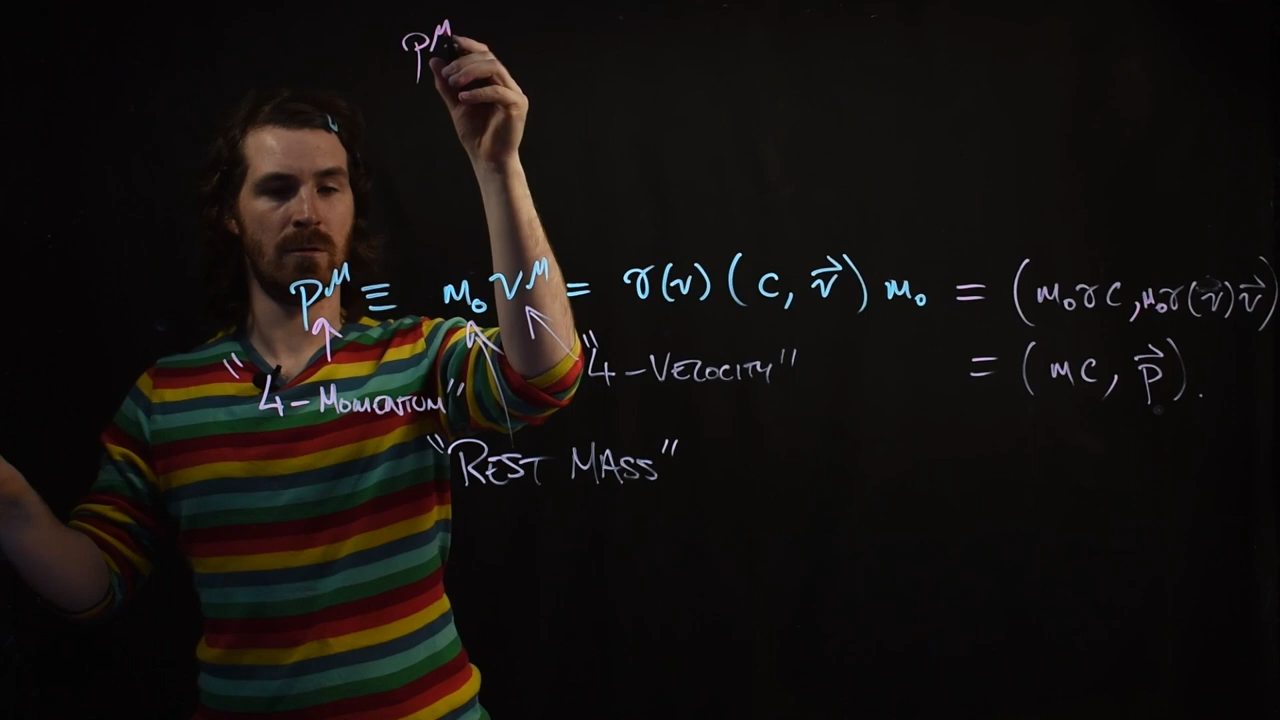 p^μ
p^μ ≡ m₀v^μ = γ(v)(c, v⃗)m₀ = (m₀γc, m₀γ(v⃗)v⃗)
"4-VELOCITY" = (mc, p⃗).
"4-MOMENTUM"
"REST MASS"